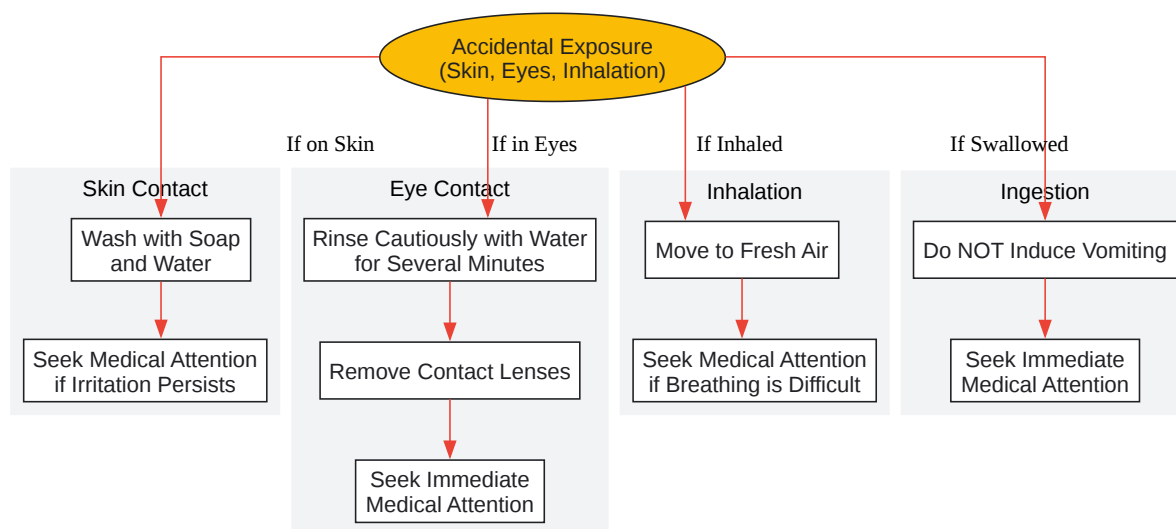 Accidental Exposure
(Skin, Eyes, Inhalation)
If on Skin
If in Eyes
If Inhaled
If Swallowed
Skin Contact
Wash with Soap
and Water
Seek Medical Attention
if Irritation Persists
Eye Contact
Rinse Cautiously with Water
for Several Minutes
Remove Contact Lenses
Seek Immediate
Medical Attention
Inhalation
Move to Fresh Air
Seek Medical Attention
if Breathing is Difficult
Ingestion
Do NOT Induce Vomiting
Seek Immediate
Medical Attention